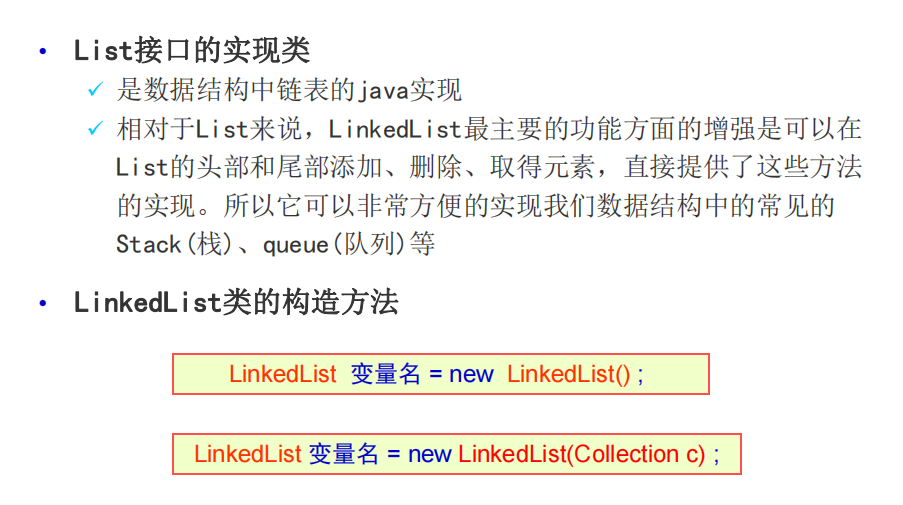 • List接口的实现类
✓ 是数据结构中链表的java实现
✓ 相对于List来说，LinkedList最主要的功能方面的增强是可以在
List的头部和尾部添加、删除、取得元素，直接提供了这些方法
的实现。所以它可以非常方便的实现我们数据结构中的常见的
Stack(栈)、queue(队列)等
• LinkedList类的构造方法
LinkedList 变量名 = new LinkedList() ;
LinkedList 变量名 = new LinkedList(Collection c) ;